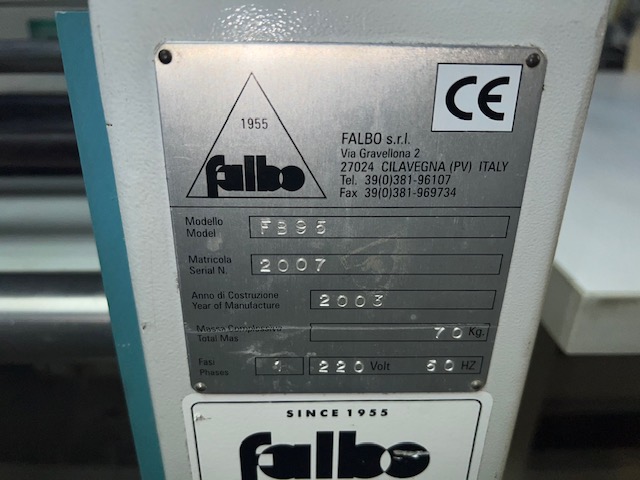 1955
falbo
CE
FALBO s.r.l.
Via Gravellona 2
27024 CILAVEGNA (PV) ITALY
Tel. 39(0)381-96107
Fax 39(0)381-969734
Modello
Model FB95
Matricola
Serial N. 2007
Anno di Costruzione
Year of Manufacture 2003
Massa Complessiva
Total Mas 70 Kg.
Fasi
Phases 1 220 Volt 60 HZ
SINCE 1955
falbo